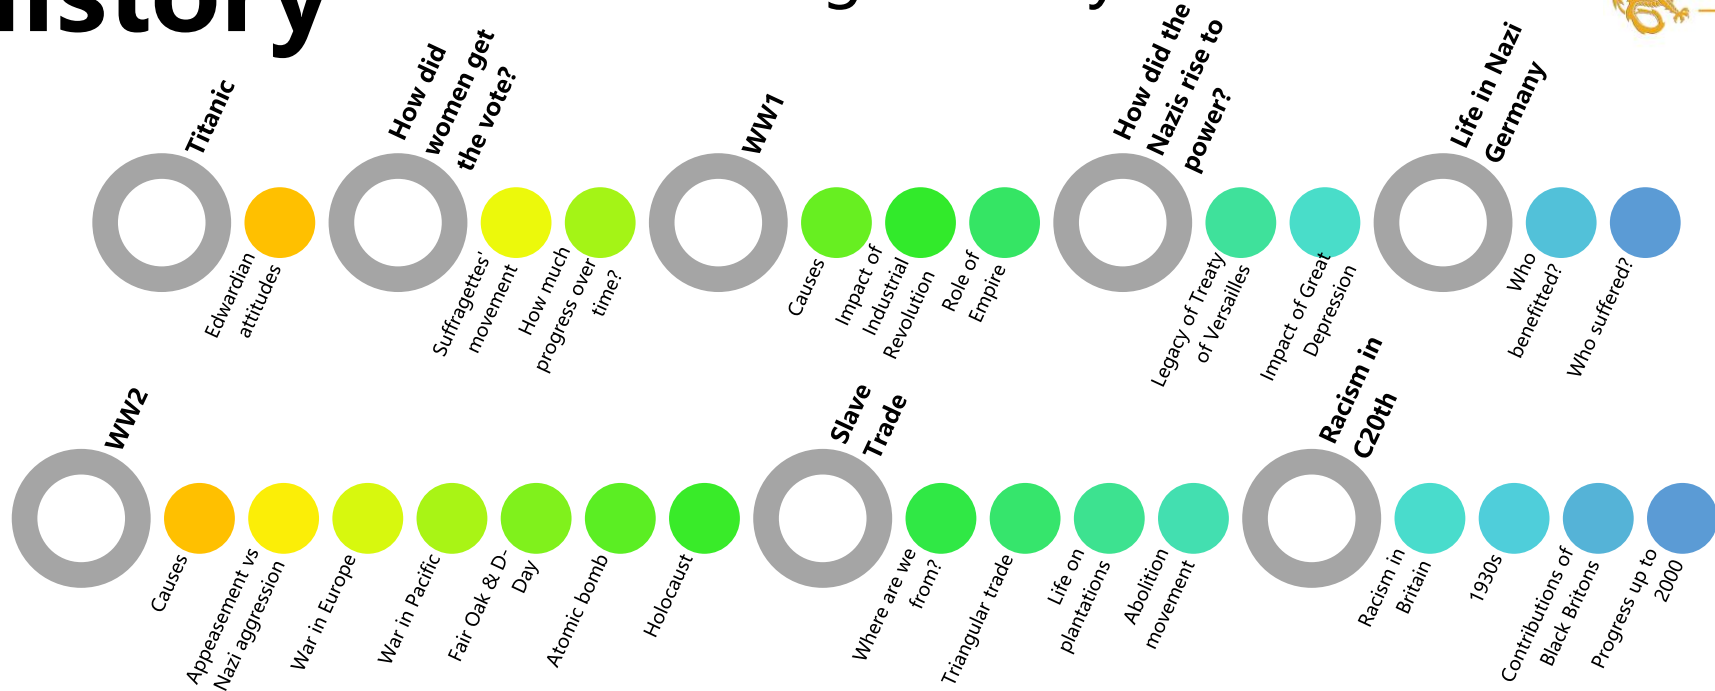 History
Titanic
Edwardian
attitudes
How did
women get
the vote?
Suffragettes'
movement
How much
progress over
time?
WW1
Causes
Impact of
Industrial
Revolution
Role of
Empire
How did the
Nazis rise to
power?
Legacy of Treaty
of Versailles
Impact of Great
Depression
Life in Nazi
Germany
Who
benefitted?
Who suffered?
WW2
Causes
Appeasement vs
Nazi aggression
War in Europe
War in Pacific
Fair Oak & D-
Day
Atomic bomb
Holocaust
Slave
Trade
Where are we
from?
Triangular trade
Life on
plantations
Abolition
movement
Racism in
C20th
Racism in
Britain
1930s
Contributions of
Black Britons
Progress up to
2000